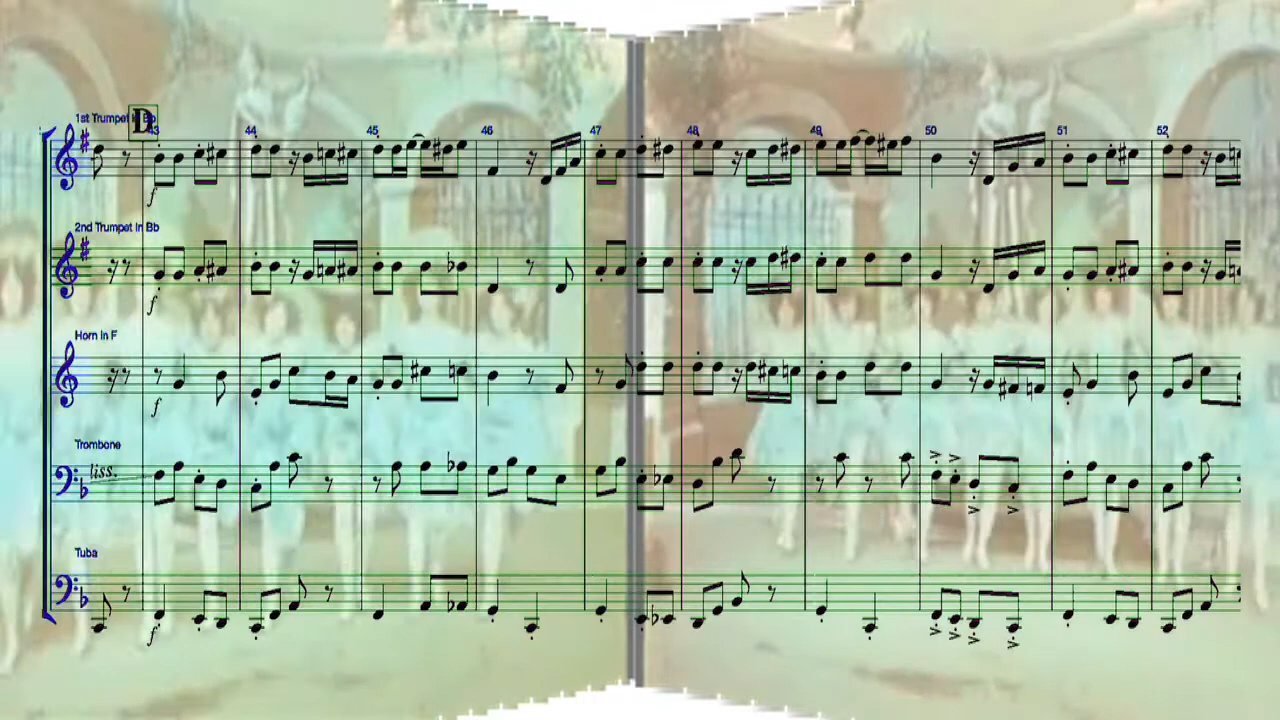 D
1st Trumpet in Bb
43 44 45 46 47 48 49 50 51 52
f
2nd Trumpet in Bb
f
Horn in F
f
Trombone
liss.
Tuba
f